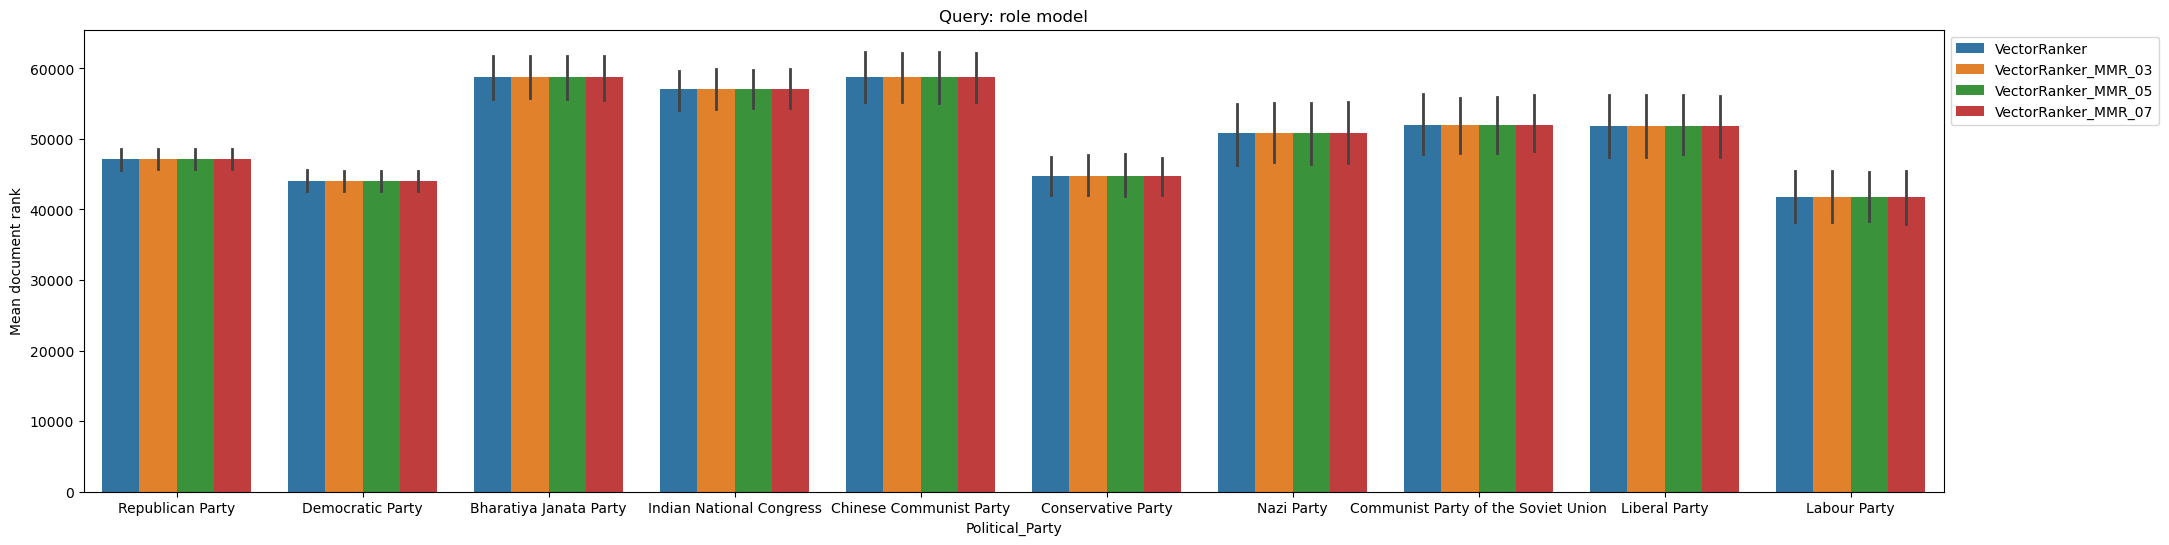 Query: role model
VectorRanker
VectorRanker_MMR_03
VectorRanker_MMR_05
VectorRanker_MMR_07
Mean document rank
60000
50000
40000
30000
20000
10000
0
Republican Party Democratic Party Bharatiya Janata Party Indian National Congress Chinese Communist Party Conservative Party Nazi Party Communist Party of the Soviet Union Liberal Party Labour Party
Political_Party